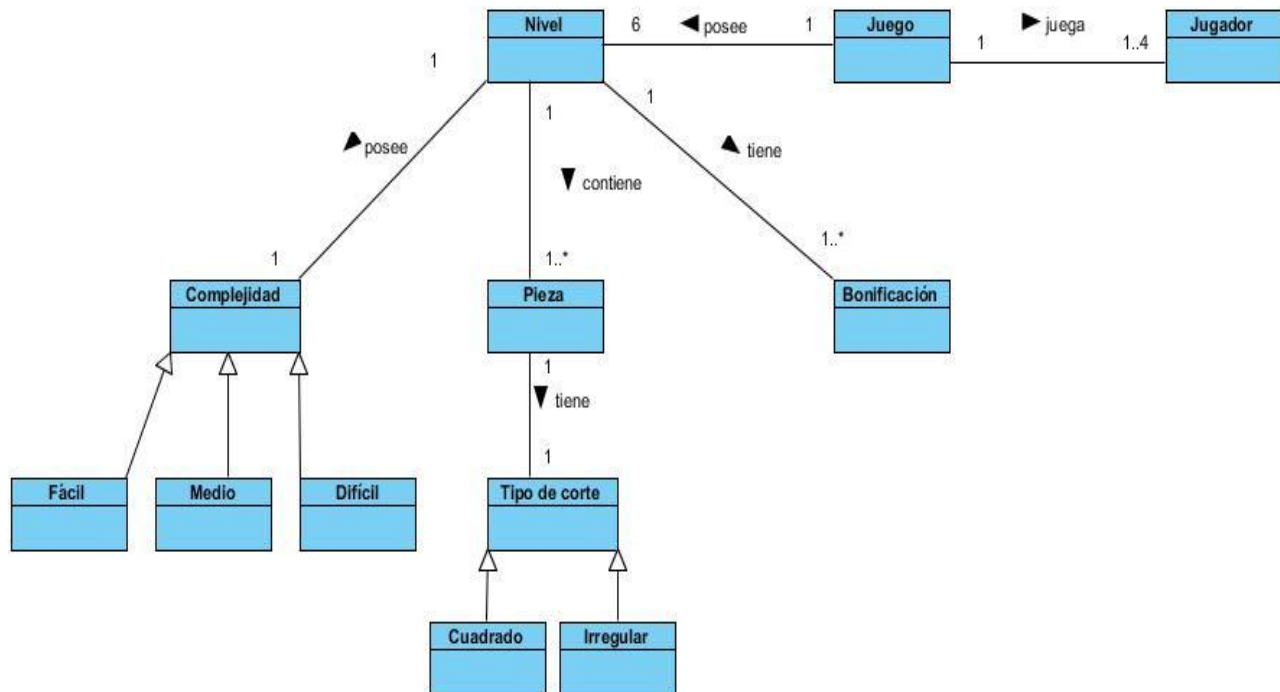 Nivel
6
posee
1
Juego
juega
1
1..4
Jugador
1
1
1
posee
contiene
tiene
1
1..*
1..*
Complejidad
Pieza
Bonificación
1
tiene
1
Fácil
Medio
Difícil
Tipo de corte
Cuadrado
Irregular